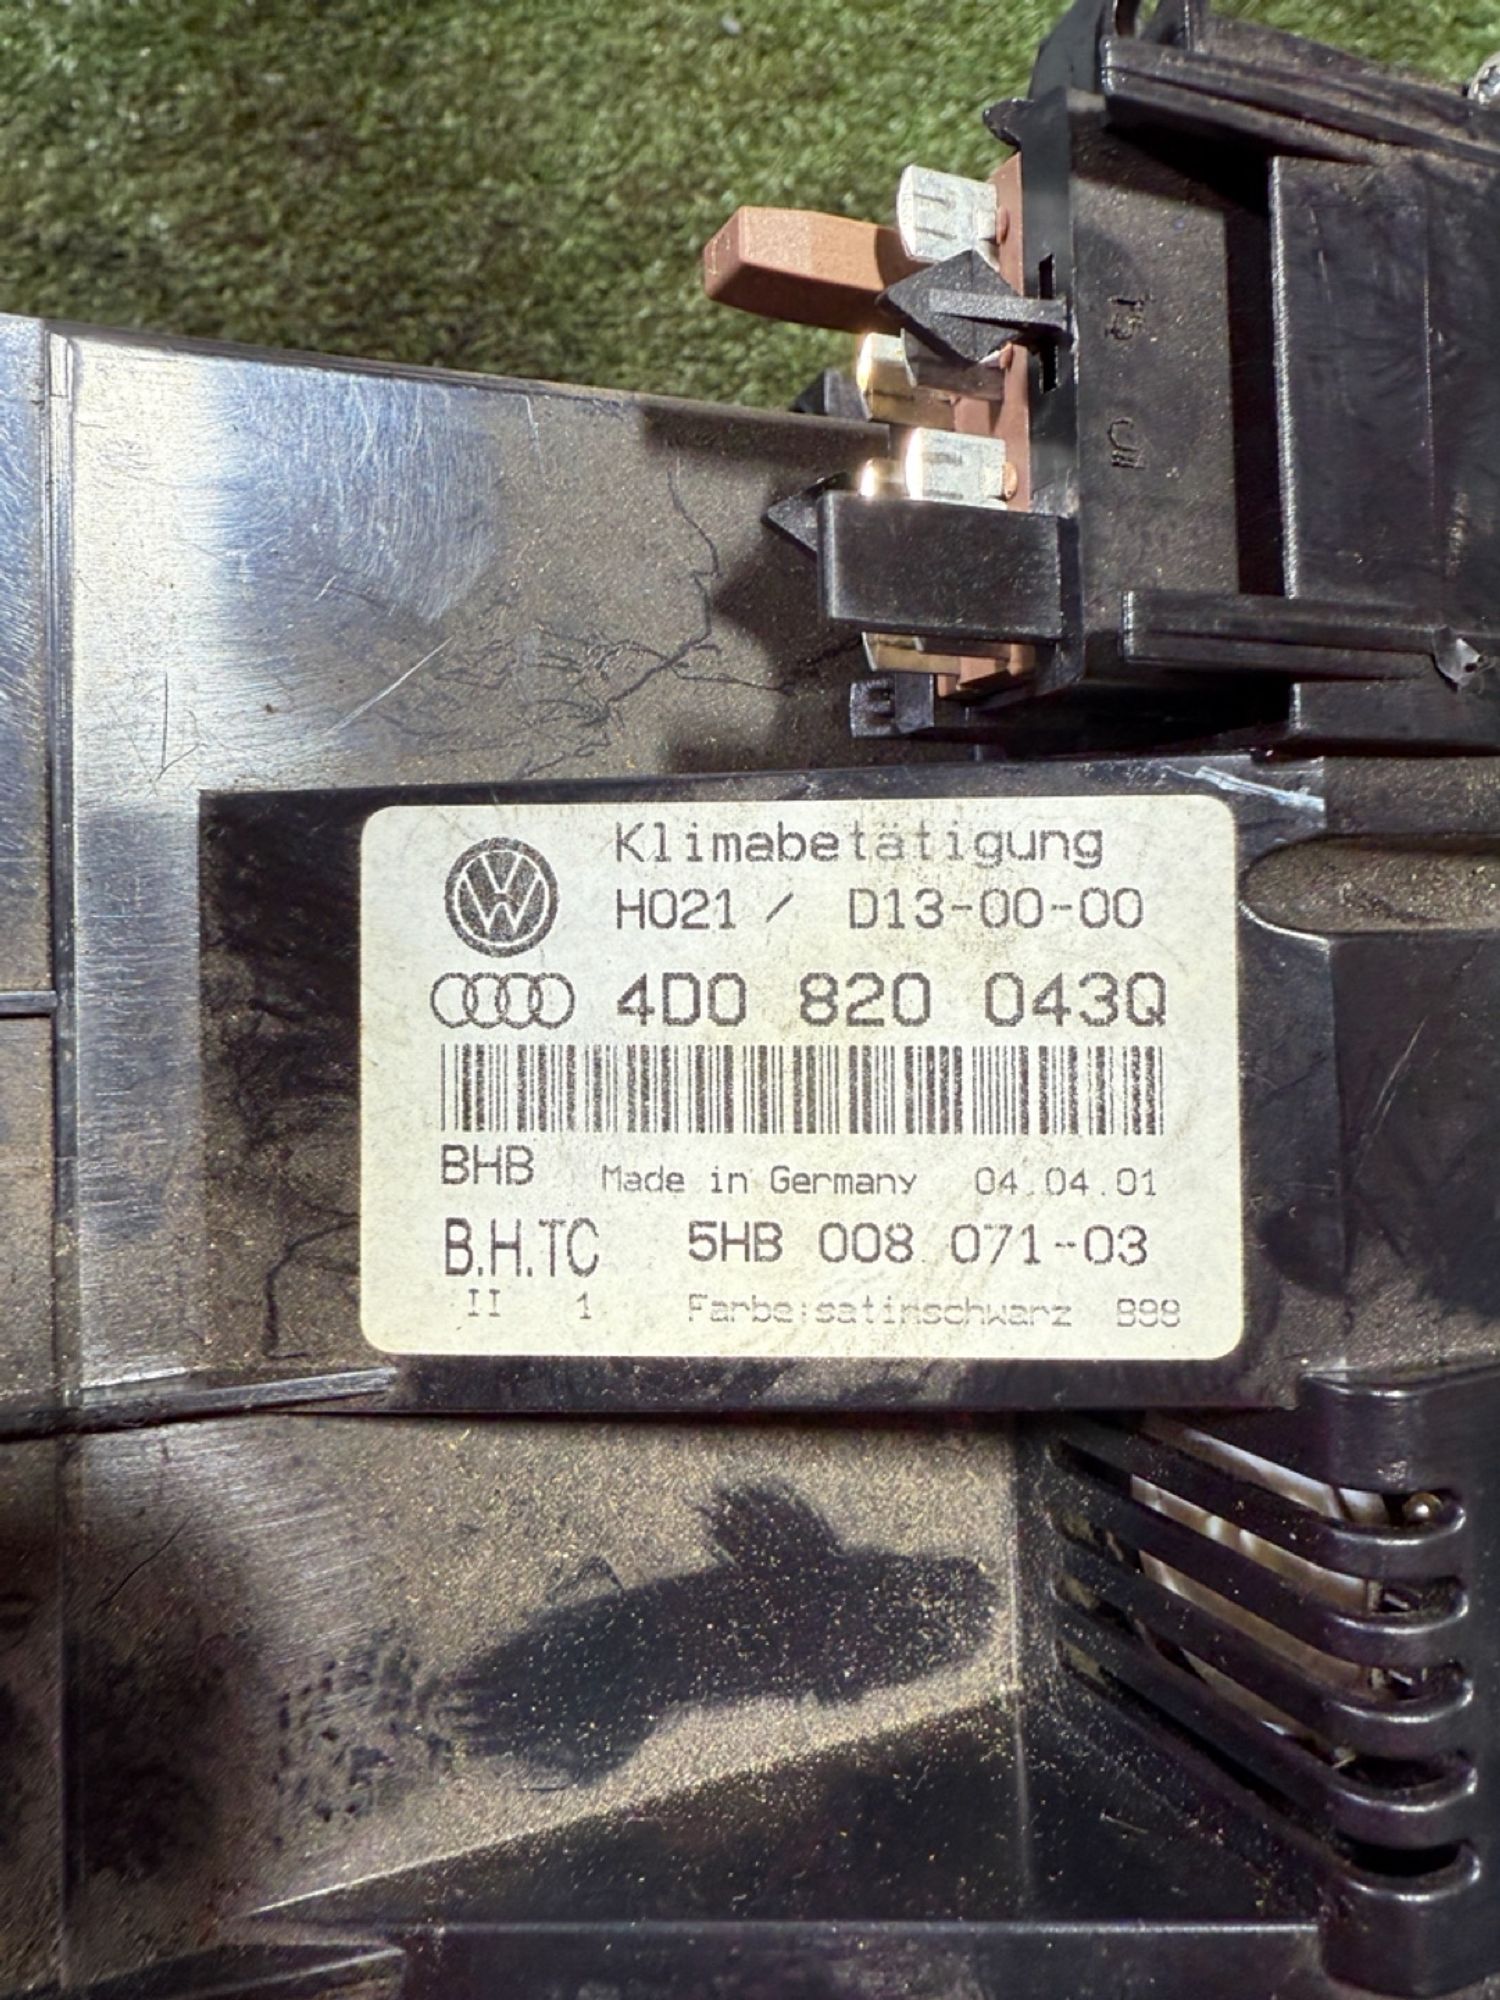 Klimabetätigung
H021 / D13-00-00
4D0 820 043Q
BHB Made in Germany 04.04.01
B.H.TC 5HB 008 071-03
II 1 Farbe:satinschwarz B98